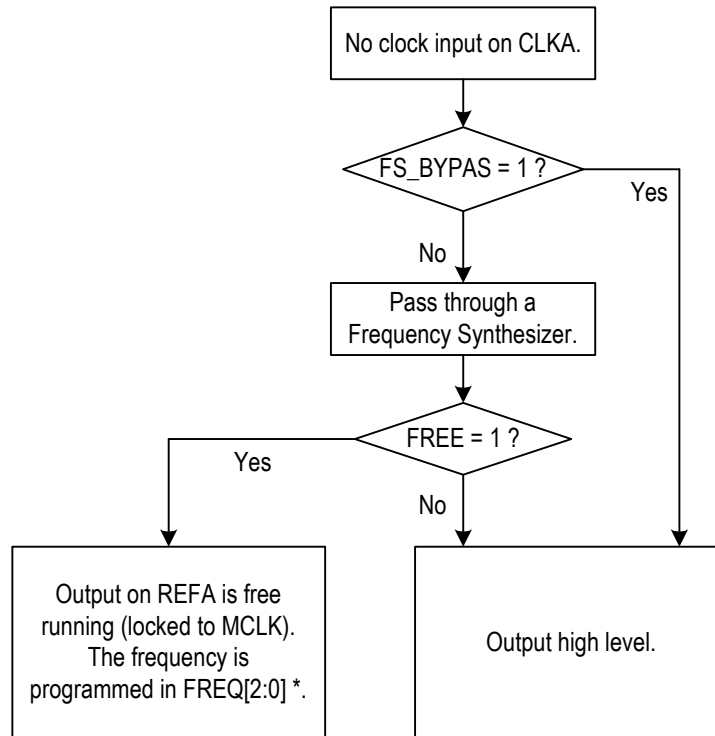 No clock input on CLKA.
FS_BYPAS = 1 ?
Yes
No
Pass through a
Frequency Synthesizer.
FREE = 1 ?
Yes
No
Output on REFA is free
running (locked to MCLK).
The frequency is
programmed in FREQ[2:0] *.
Output high level.